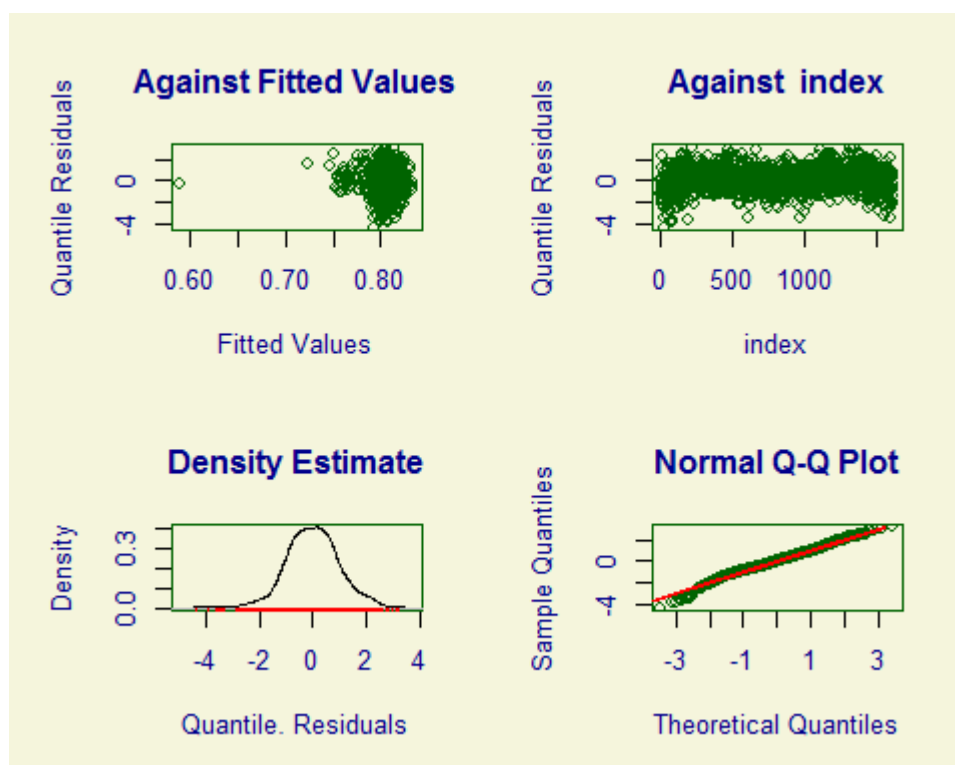 Against Fitted Values
Quantile Residuals
0
-4
0.60 0.70 0.80
Fitted Values
Against index
Quantile Residuals
0
-4
0 500 1000
index
Density Estimate
Density
0.3
0.0
-4 -2 0 2 4
Quantile. Residuals
Normal Q-Q Plot
Sample Quantiles
0
-4
-3 -1 1 3
Theoretical Quantiles